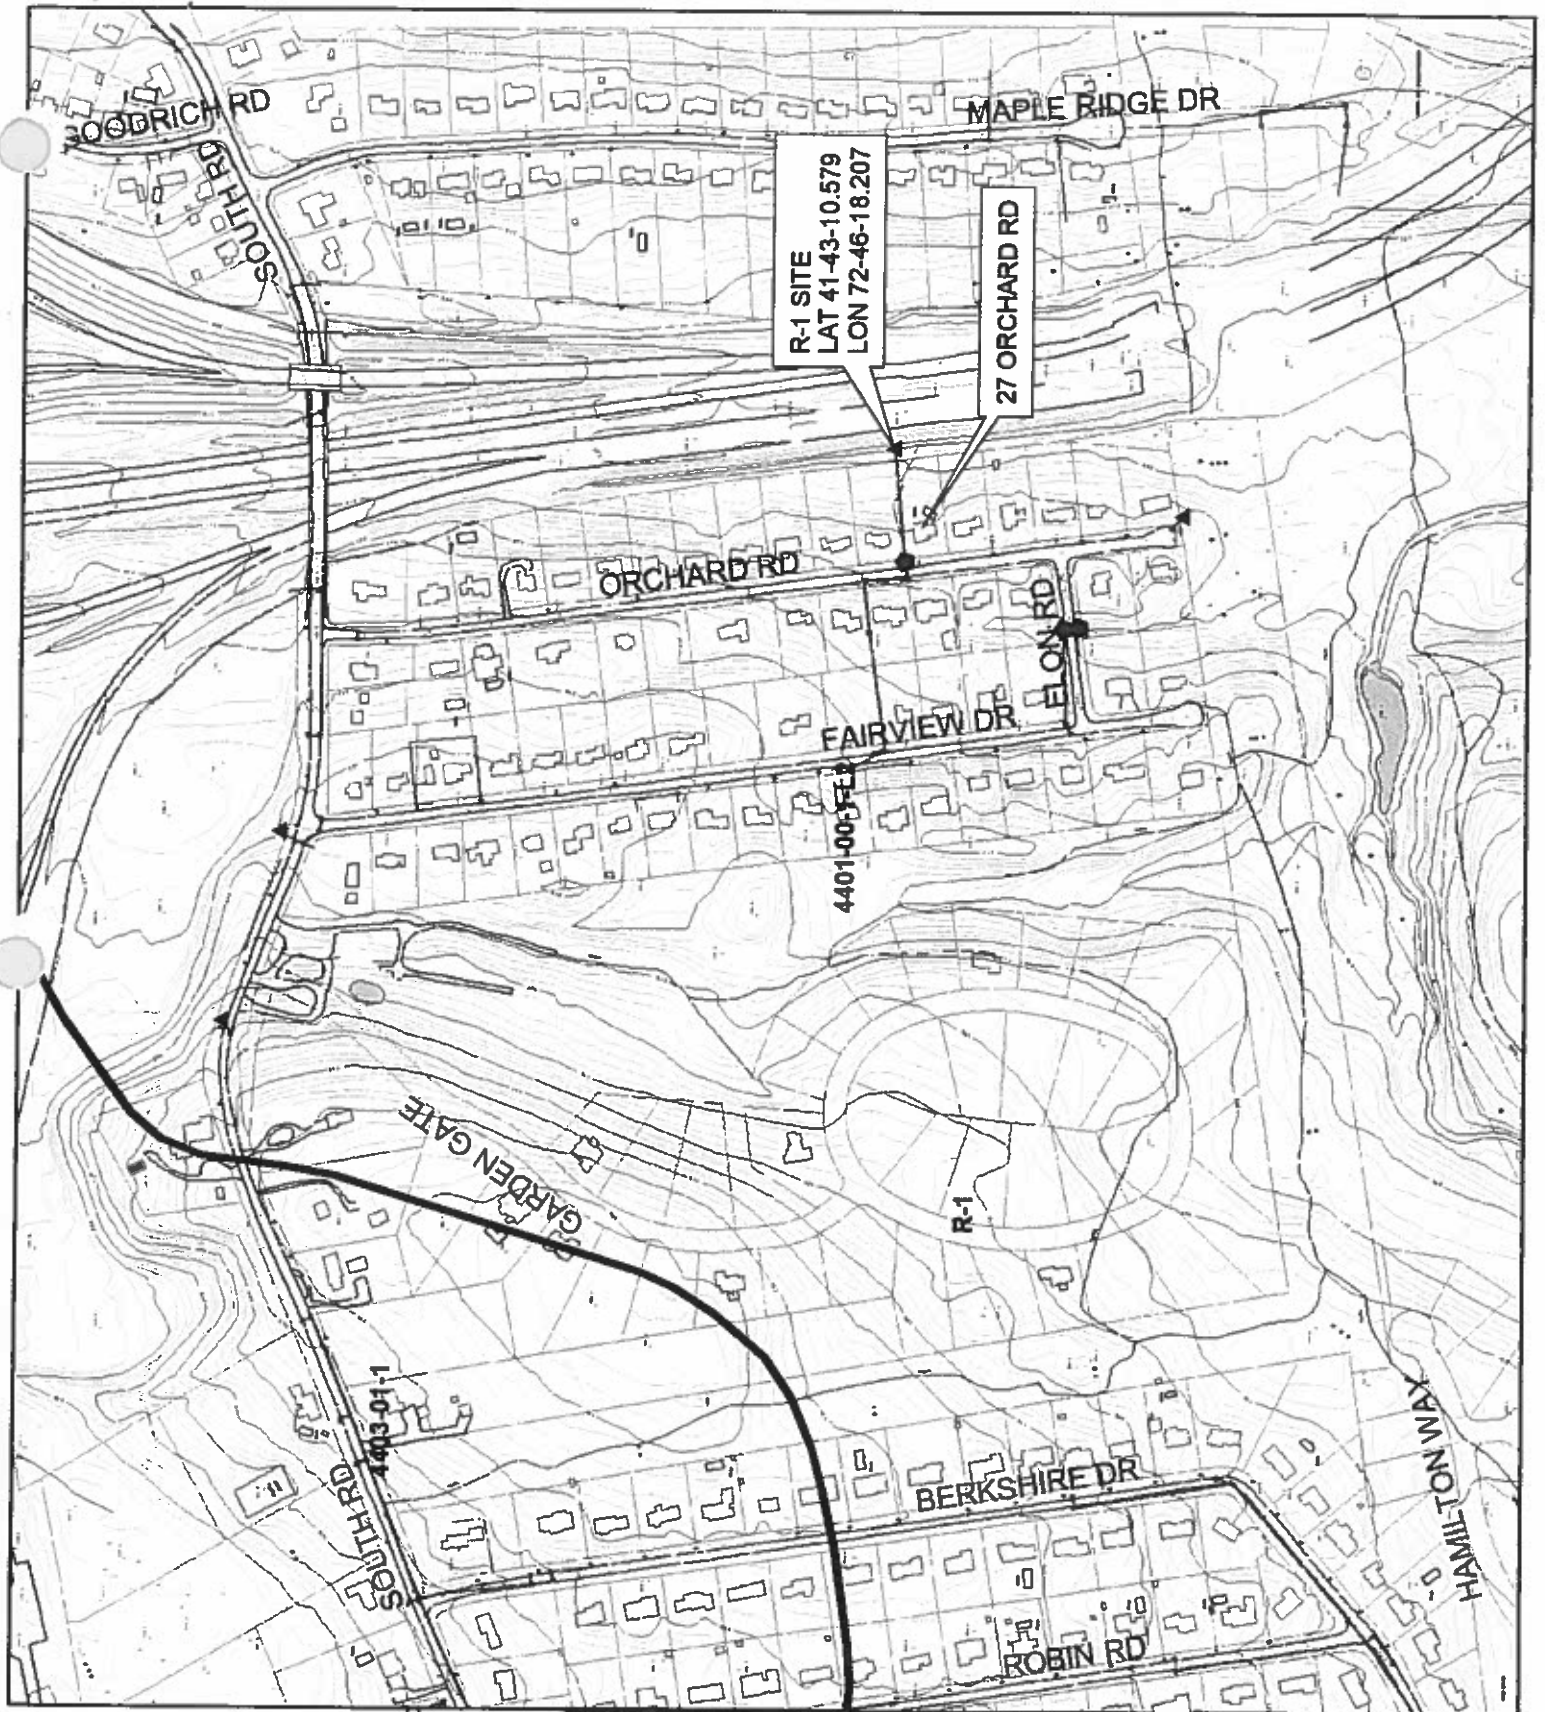 GOODRICH RD
SOUTH RD
MAPLE RIDGE DR
R-1 SITE
LAT 41-43-10.579
LON 72-46-18.207
27 ORCHARD RD
ORCHARD RD
ELON RD
FAIRVIEW DR
GARDEN GATE
R-1
4403-01-1
SOUTH RD
BERKSHIRE DR
HAMILTON WAY
ROBIN RD